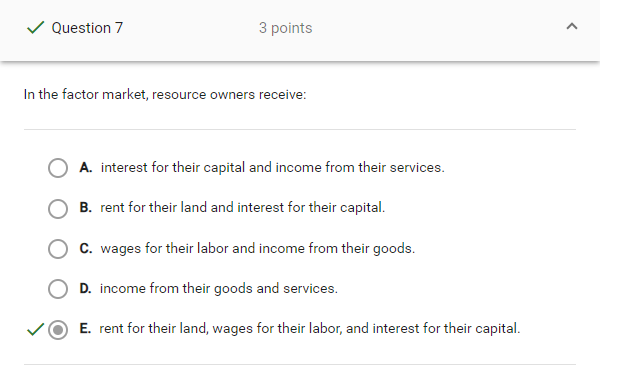 Question 7 3 points
In the factor market, resource owners receive:
A. interest for their capital and income from their services.
B. rent for their land and interest for their capital.
C. wages for their labor and income from their goods.
D. income from their goods and services.
E. rent for their land, wages for their labor, and interest for their capital.